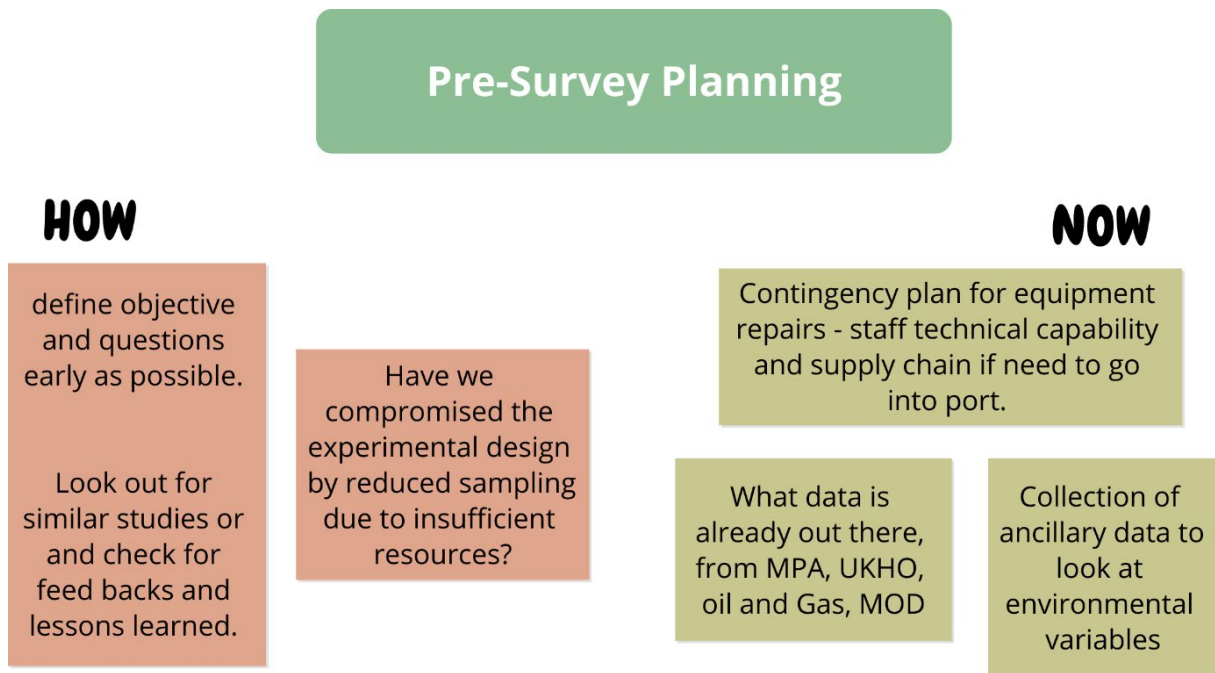 Pre-Survey Planning
HOW
define objective
and questions
early as possible.
Look out for
similar studies or
and check for
feed backs and
lessons learned.
Have we
compromised the
experimental design
by reduced sampling
due to insufficient
resources?
NOW
Contingency plan for equipment
repairs - staff technical capability
and supply chain if need to go
into port.
What data is
already out there,
from MPA, UKHO,
oil and Gas, MOD
Collection of
ancillary data to
look at
environmental
variables